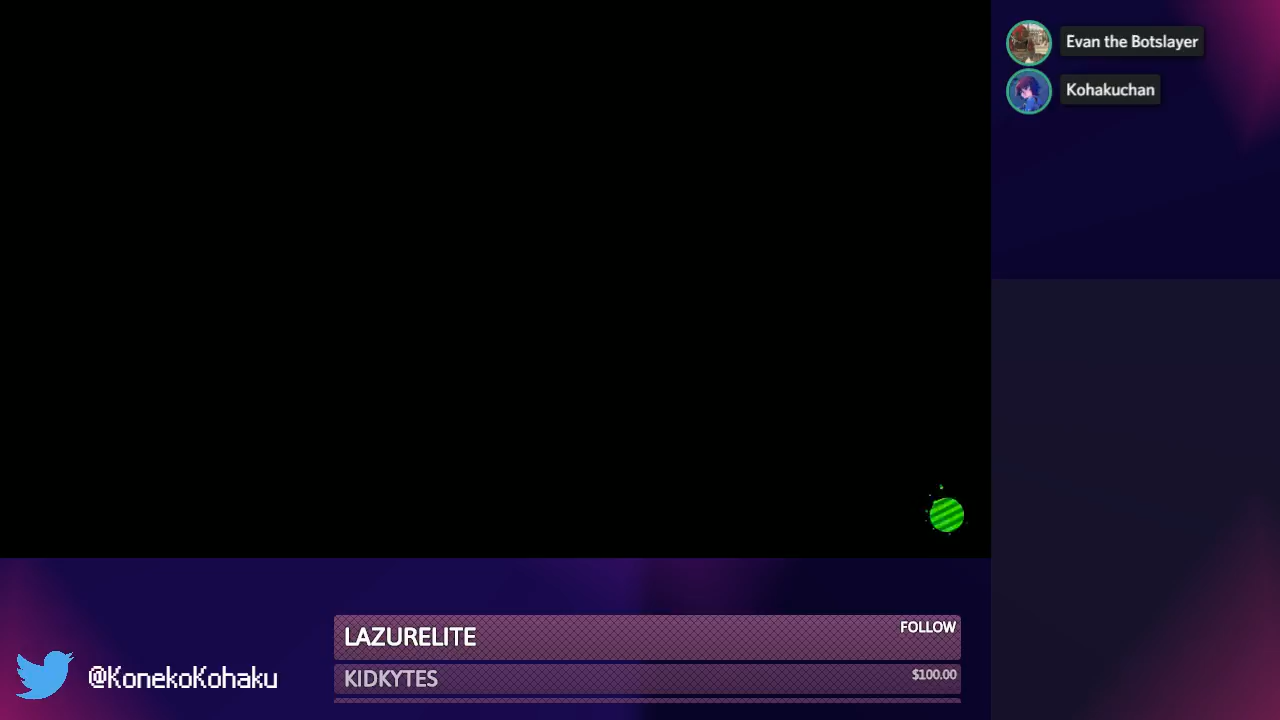 Evan the Botslayer
Kohakuchan
LAZURELITE FOLLOW
KIDKYTES $100.00
@KonekoKohaku